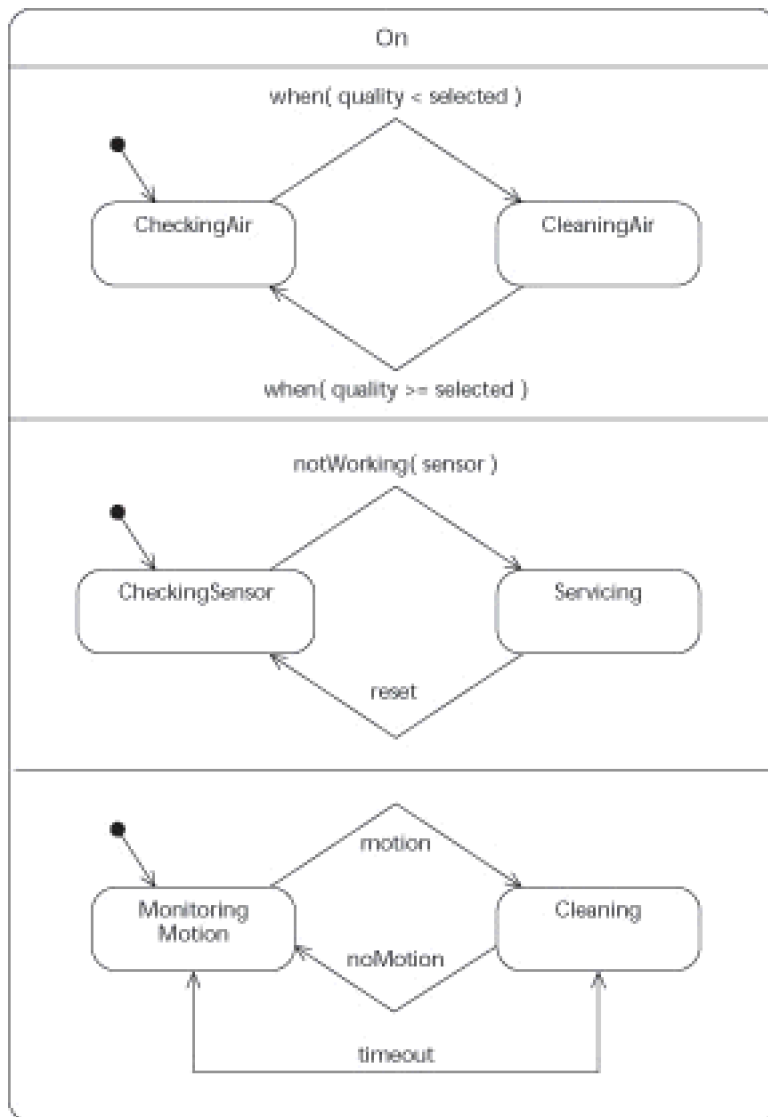 On
when( quality < selected )
CheckingAir
CleaningAir
when( quality >= selected )
notWorking( sensor )
CheckingSensor
Servicing
reset
motion
Monitoring
Motion
Cleaning
noMotion
timeout